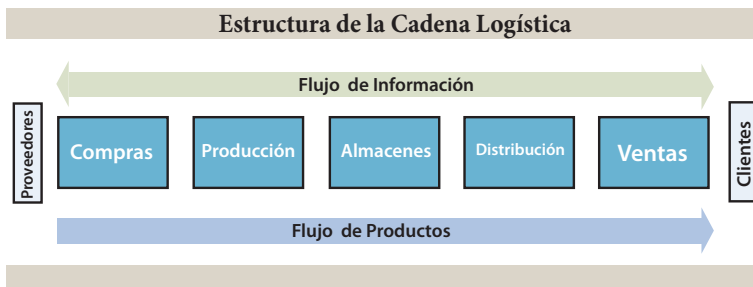 Estructura de la Cadena Logística
Flujo de Información
Proveedores
Compras
Producción
Almacenes
Distribución
Ventas
Clientes
Flujo de Productos